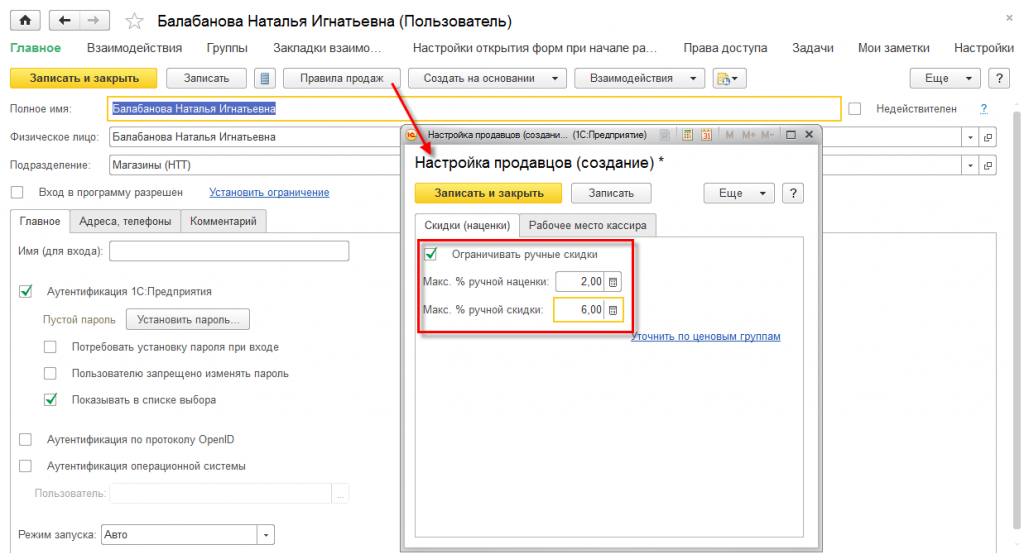 Балабанова Наталья Игнатьевна (Пользователь)
Главное Взаимодействия Группы Закладки взаимо... Настройки открытия форм при начале ра... Права доступа Задачи Мои заметки Настройки
Записать и закрыть Записать Правила продаж Создать на основании Взаимодействия Еще ?
Полное имя: Балабанова Наталья Игнатьевна Недействителен ?
Физическое лицо: Балабанова Наталья Игнатьевна
Подразделение: Магазины (НТТ)
Вход в программу разрешен Установить ограничение
Главное Адреса, телефоны Комментарий
Имя (для входа):
Аутентификация 1С:Предприятия
Пустой пароль Установить пароль...
Потребовать установку пароля при входе
Пользователю запрещено изменять пароль
Показывать в списке выбора
Аутентификация по протоколу OpenID
Аутентификация операционной системы
Пользователь: ...
Режим запуска: Авто
Настройка продавцов (создани... (1С:Предприятие) 31 M M+ M-
Настройка продавцов (создание) *
Записать и закрыть Записать Еще ?
Скидки (наценки) Рабочее место кассира
Ограничивать ручные скидки
Макс. % ручной наценки: 2,00
Макс. % ручной скидки: 6,00
Уточнить по ценовым группам